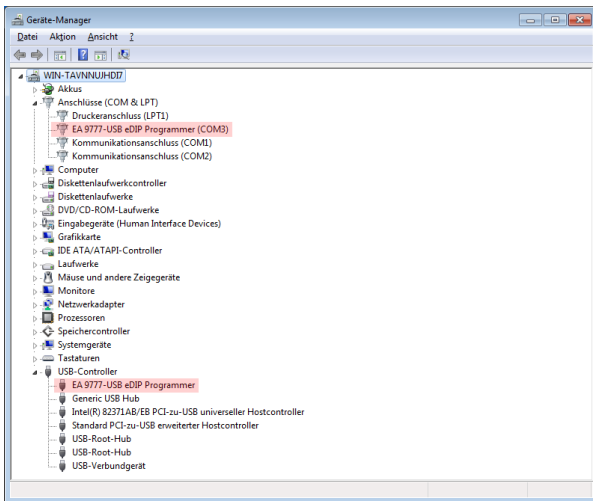 Geräte-Manager
Datei Aktion Ansicht ?
WIN-TAVNNUJHDI7
Akkus
Anschlüsse (COM & LPT)
Druckeranschluss (LPT1)
EA 9777-USB eDIP Programmer (COM3)
Kommunikationsanschluss (COM1)
Kommunikationsanschluss (COM2)
Computer
Diskettenlaufwerkcontroller
Diskettenlaufwerke
DVD/CD-ROM-Laufwerke
Eingabegeräte (Human Interface Devices)
Grafikkarte
IDE ATA/ATAPI-Controller
Laufwerke
Mäuse und andere Zeigegeräte
Monitore
Netzwerkadapter
Prozessoren
Speichercontroller
Systemgeräte
Tastaturen
USB-Controller
EA 9777-USB eDIP Programmer
Generic USB Hub
Intel(R) 82371AB/EB PCI-zu-USB universeller Hostcontroller
Standard PCI-zu-USB erweiterter Hostcontroller
USB-Root-Hub
USB-Root-Hub
USB-Verbundgerät